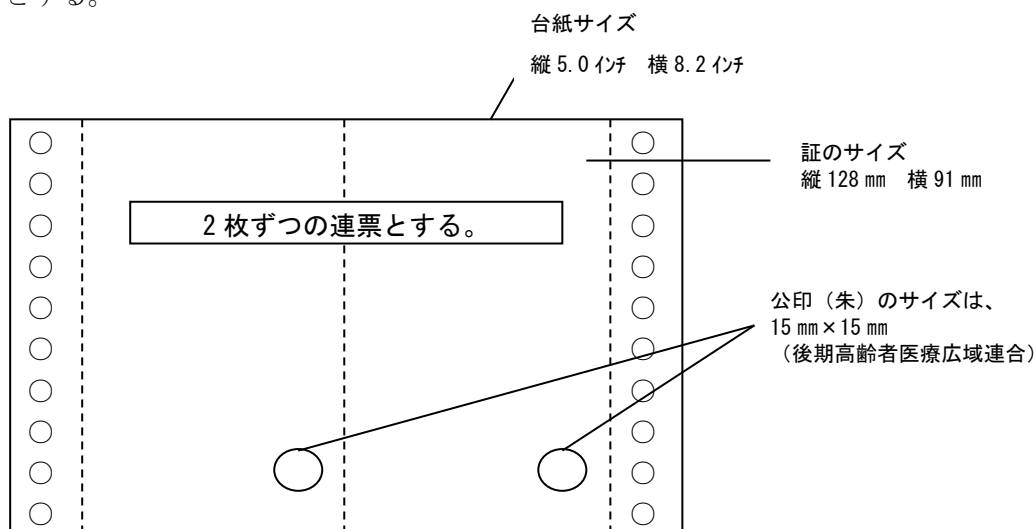 とする。
台紙サイズ
縦 5.0 ｲﾝﾁ　横 8.2 ｲﾝﾁ
証のサイズ
縦 128 ㎜　横 91 ㎜
2 枚ずつの連票とする。
公印（朱）のサイズは、
15 ㎜×15 ㎜
（後期高齢者医療広域連合）